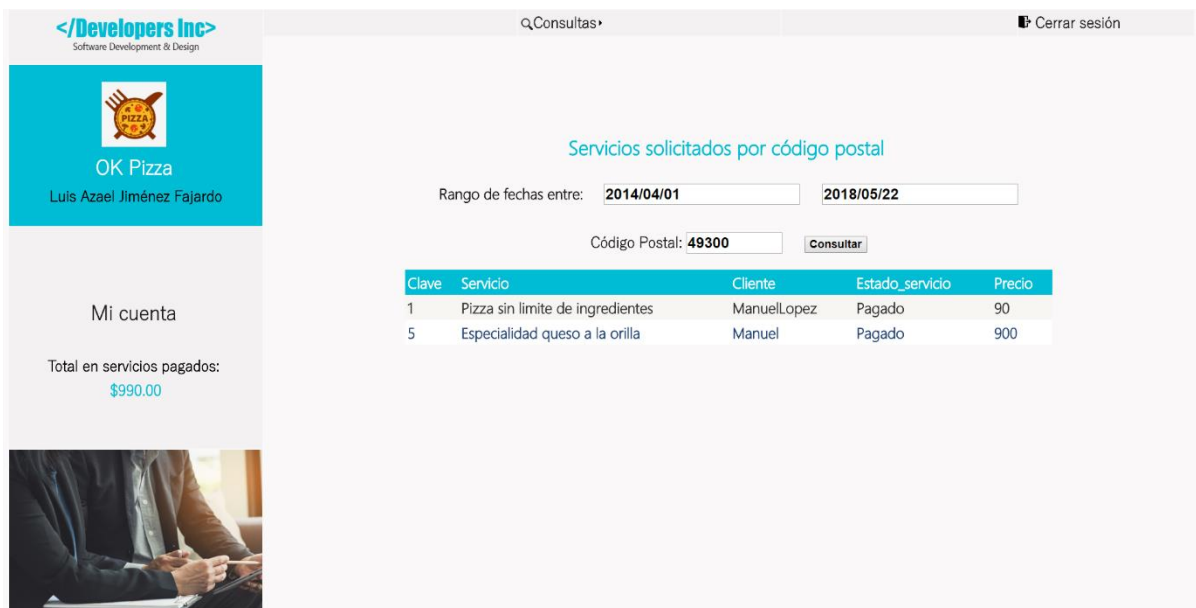 </Developers Inc>
Software Development & Design
Consultas
Cerrar sesión
PIZZA
OK Pizza
Luis Azael Jiménez Fajardo
Mi cuenta
Total en servicios pagados:
$990.00
Servicios solicitados por código postal
Rango de fechas entre: 2014/04/01 2018/05/22
Código Postal: 49300 Consultar
Clave Servicio Cliente Estado_servicio Precio
1 Pizza sin limite de ingredientes ManuelLopez Pagado 90
5 Especialidad queso a la orilla Manuel Pagado 900